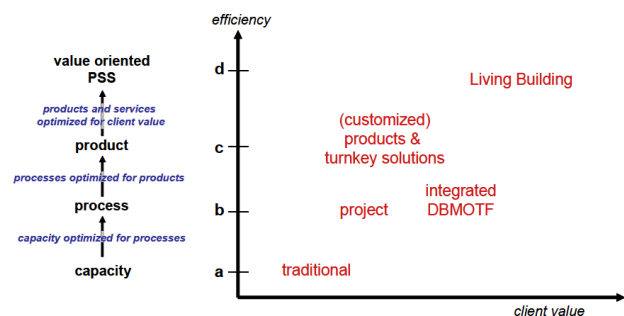 efficiency
value oriented
PSS
products and services
optimized for client value
product
processes optimized for products
process
capacity optimized for processes
capacity
d
c
b
a
Living Building
(customized)
products &
turnkey solutions
integrated
project DBMOTF
traditional
client value